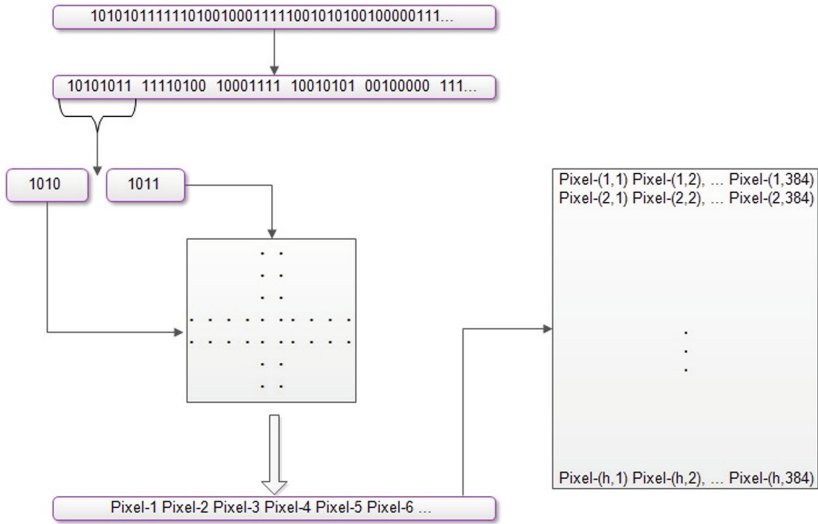 1010101111111010010001111110010101001000001111...
10101011 11110100 10001111 10010101 00100000 111...
1010
1011
Pixel-(1,1) Pixel-(1,2), ... Pixel-(1,384)
Pixel-(2,1) Pixel-(2,2), ... Pixel-(2,384)
Pixel-(h,1) Pixel-(h,2), ... Pixel-(h,384)
Pixel-1 Pixel-2 Pixel-3 Pixel-4 Pixel-5 Pixel-6 ...